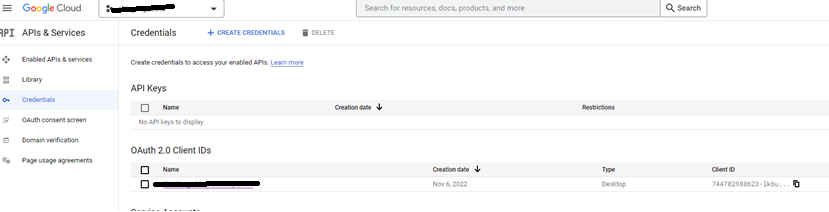 Google Cloud
Search for resources, docs, products, and more
Search
API APIs & Services
Credentials
+ CREATE CREDENTIALS
DELETE
Enabled APIs & services
Library
Credentials
OAuth consent screen
Domain verification
Page usage agreements
Create credentials to access your enabled APIs. Learn more
API Keys
Name Creation date Restrictions
No API keys to display
OAuth 2.0 Client IDs
Name Creation date Type Client ID
Nov 6, 2022 Desktop 744702988623-lkbu...